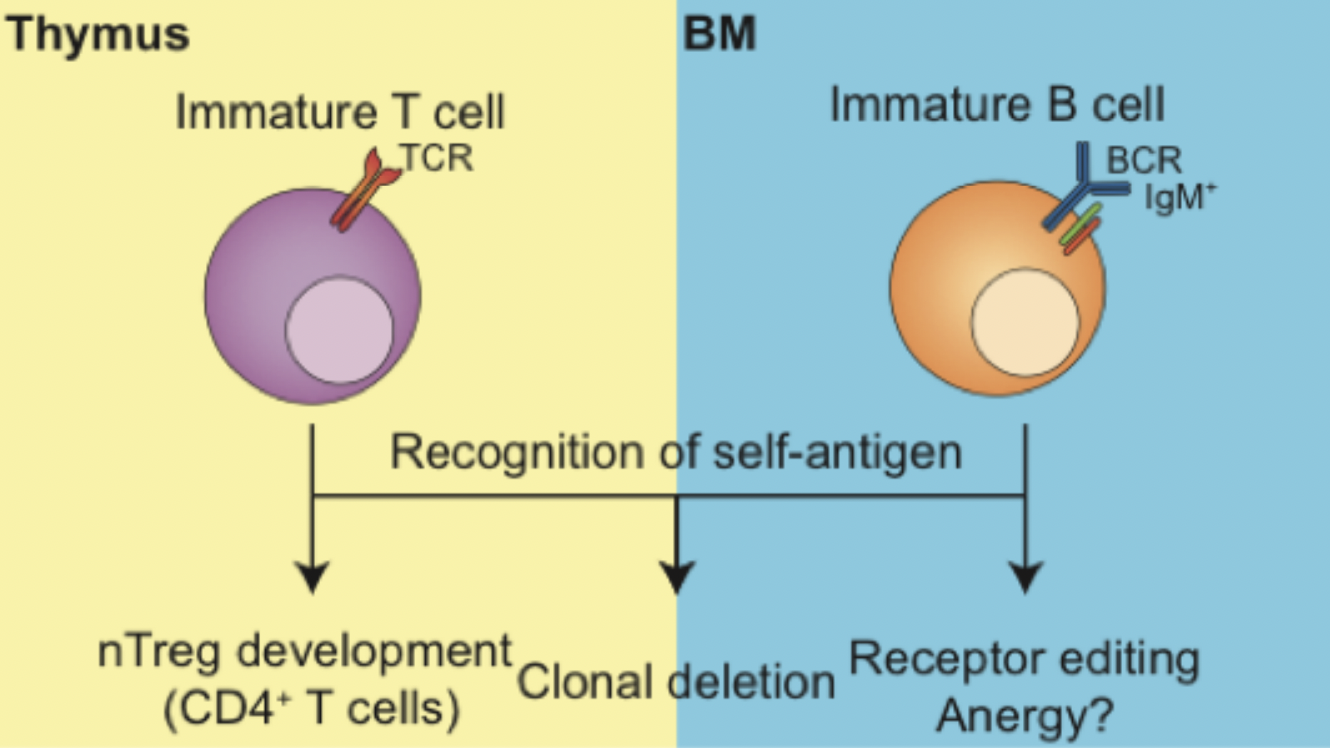 Thymus
BM
Immature T cell
TCR
Immature B cell
BCR
IgM⁺
Recognition of self-antigen
nTreg development
(CD4⁺ T cells)
Clonal deletion
Receptor editing
Anergy?